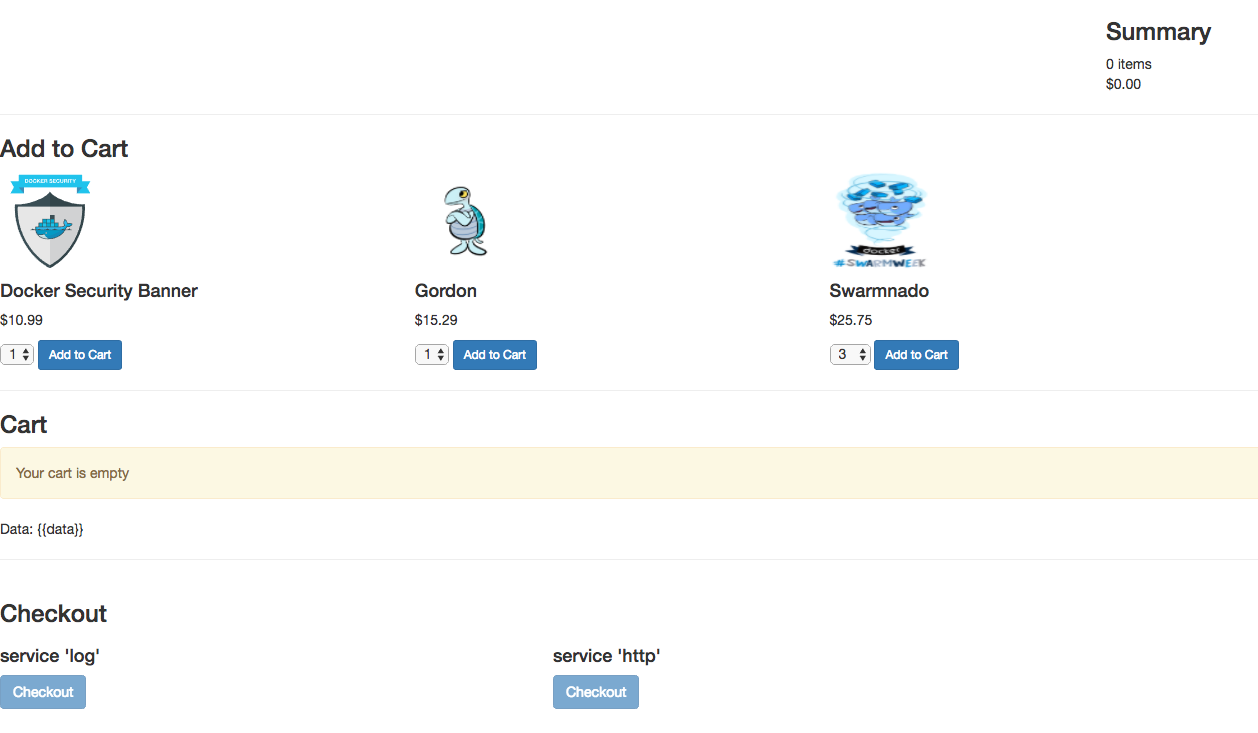 Summary
0 items
$0.00
Add to Cart
DOCKER SECURITY
docker
#SWARMWEEK
Docker Security Banner
Gordon
Swarmnado
$10.99
$15.29
$25.75
1 Add to Cart
1 Add to Cart
3 Add to Cart
Cart
Your cart is empty
Data: {{data}}
Checkout
service 'log'
service 'http'
Checkout
Checkout